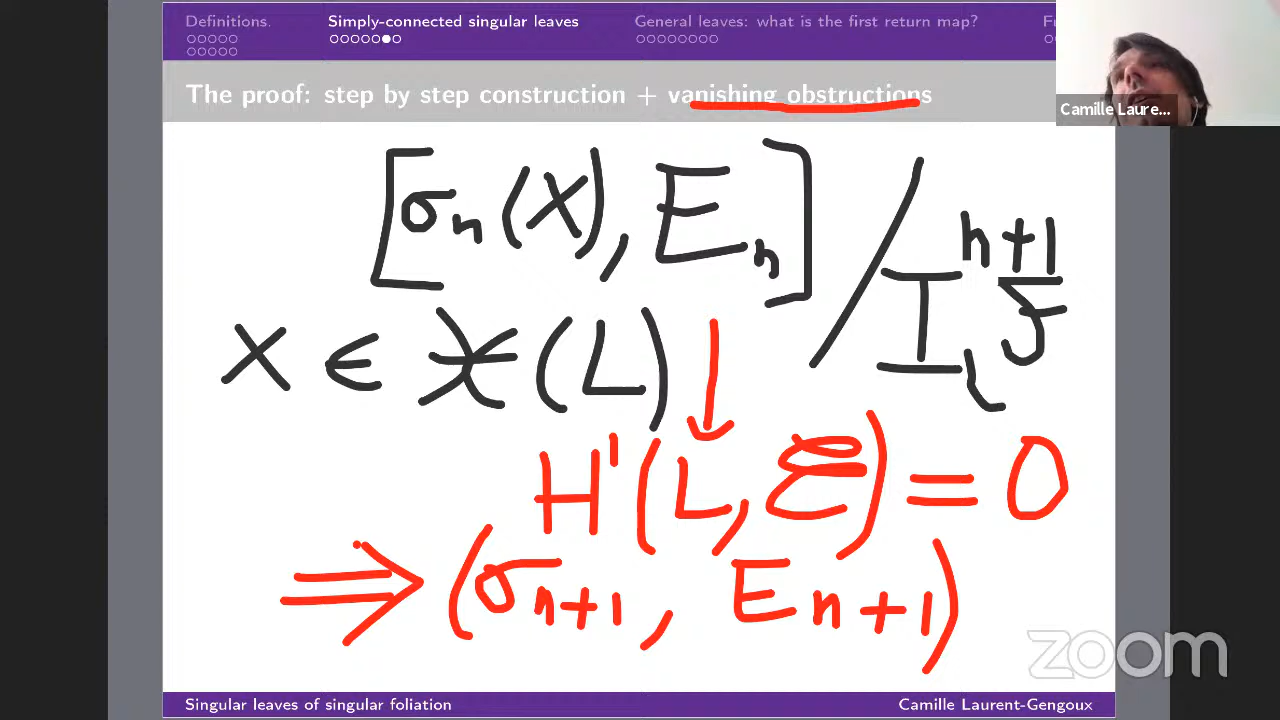 Definitions. Simply-connected singular leaves General leaves: what is the first return map?
The proof: step by step construction + vanishing obstructions
Camille Laure...
[σn(X), En] / I_L^{n+1} F
X ∈ 𝔛(L)
H¹(L, E) = 0
⇒ (σn+1, En+1)
zoom
Singular leaves of singular foliation Camille Laurent-Gengoux